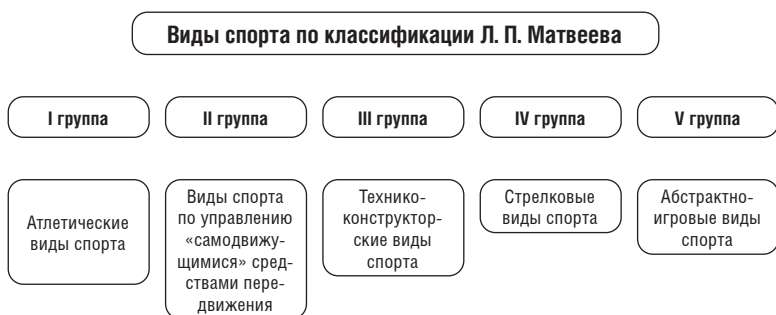 Виды спорта по классификации Л. П. Матвеева
I группа
II группа
III группа
IV группа
V группа
Атлетические
виды спорта
Виды спорта
по управлению
«самодвижу-
щимися» сред-
ствами пере-
движения
Технико-
конструктор-
ские виды
спорта
Стрелковые
виды спорта
Абстрактно-
игровые виды
спорта